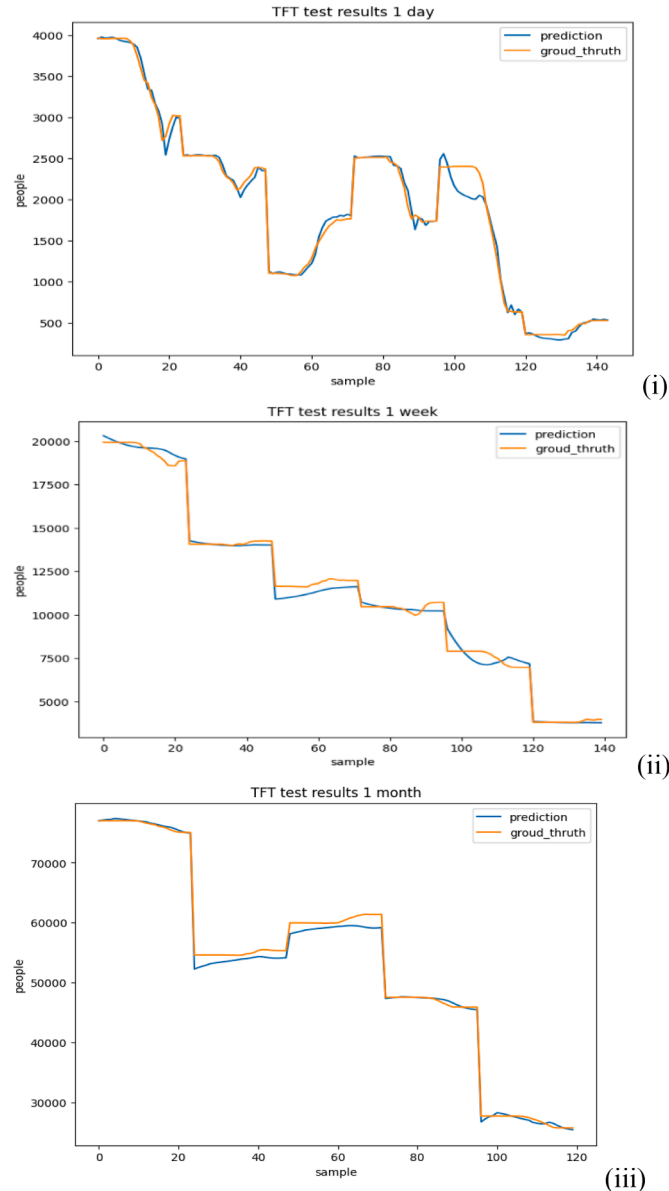 TFT test results 1 day
4000
3500
3000
2500
2000
1500
1000
500
people
prediction
groud_thruth
0 20 40 60 80 100 120 140
sample
(i)
TFT test results 1 week
20000
17500
15000
12500
10000
7500
5000
people
prediction
groud_thruth
0 20 40 60 80 100 120 140
sample
(ii)
TFT test results 1 month
70000
60000
50000
40000
30000
people
prediction
groud_thruth
0 20 40 60 80 100 120
sample
(iii)